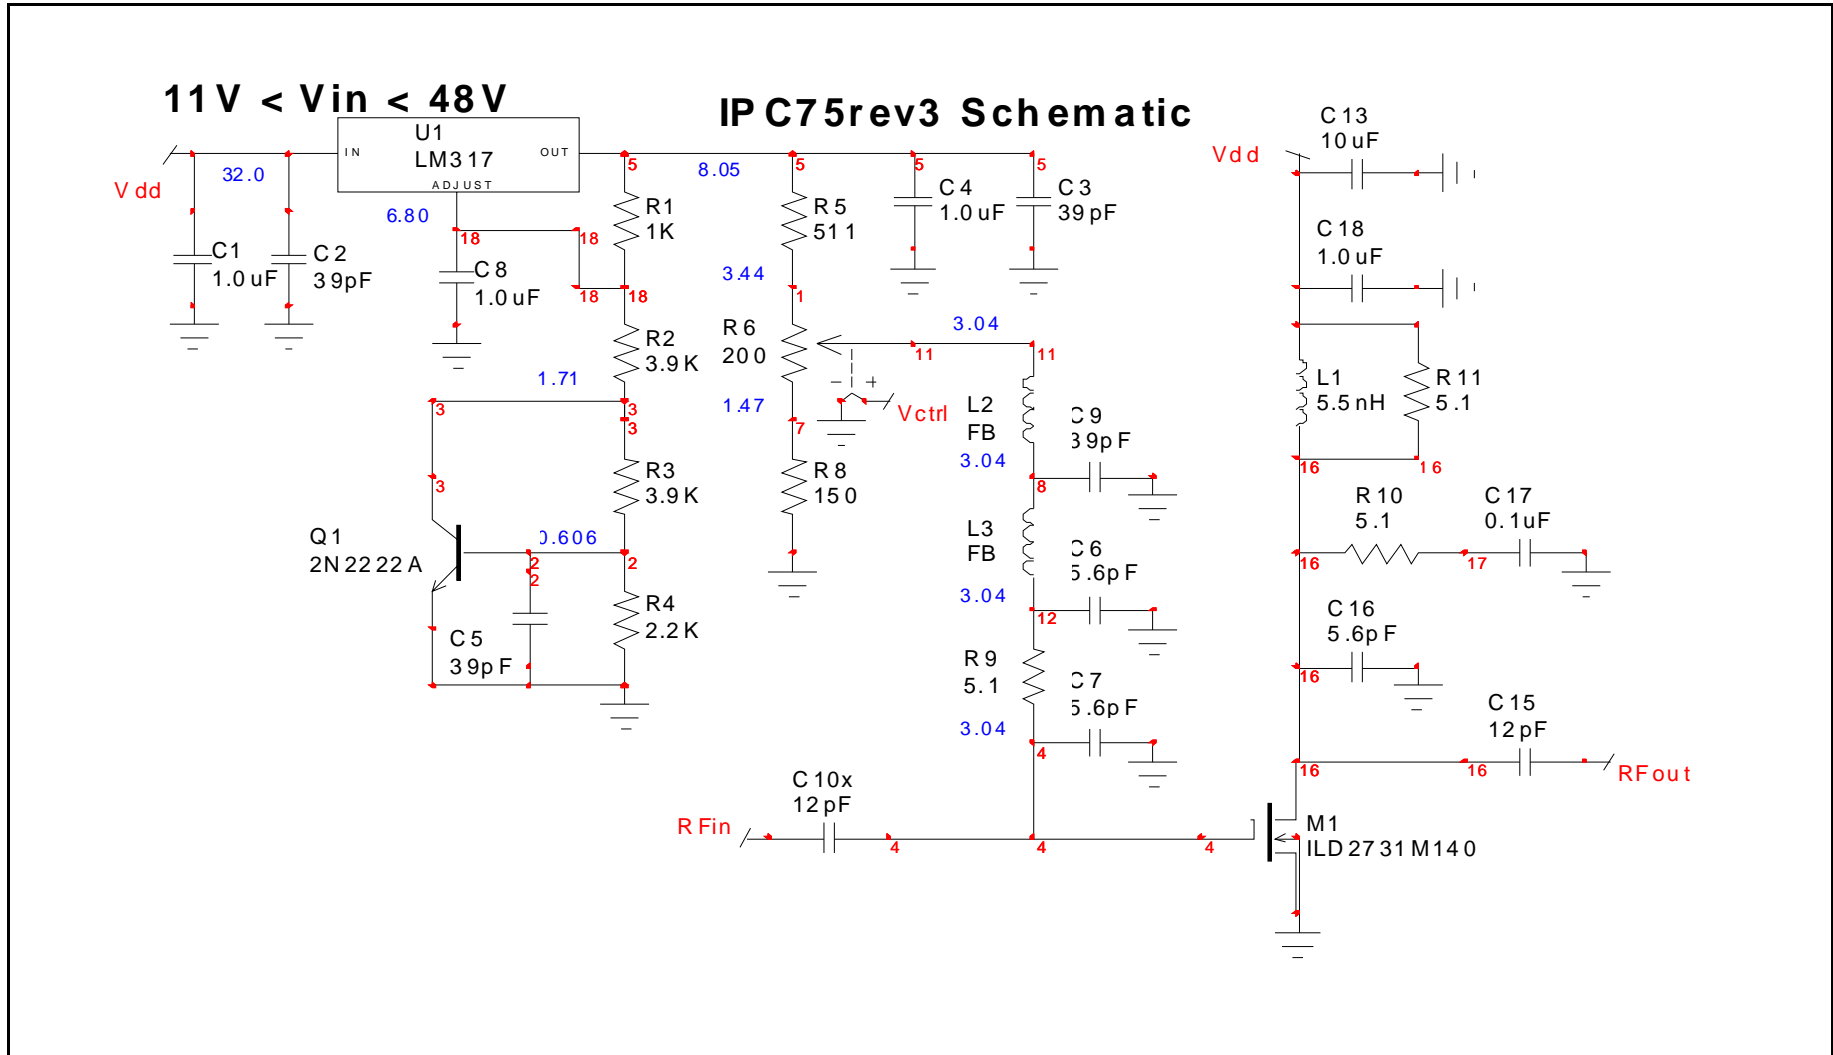 11V < Vin < 48V
IPC75rev3 Schematic
U1
LM317
IN
OUT
ADJUST
Vdd
32.0
6.80
8.05
5
5
5
5
C1
1.0uF
C2
39pF
18
18
18
18
C8
1.0uF
R1
1K
R2
3.9K
1.71
3
3
3
3
R3
3.9K
Q1
2N2222A
0.606
2
2
2
C5
39pF
R4
2.2K
R5
511
3.44
1
R6
200
1.47
7
R8
150
- +
Vctrl
C4
1.0uF
C3
39pF
3.04
11
11
L2
FB
3.04
8
C9
39pF
L3
FB
3.04
12
C6
5.6pF
R9
5.1
3.04
4
C7
5.6pF
C10x
12pF
RFin
4
4
4
Vdd
C13
10uF
C18
1.0uF
L1
5.5nH
R11
5.1
16
16
R10
5.1
C17
0.1uF
16
17
C16
5.6pF
16
C15
12pF
16
16
RFout
M1
ILD2731M140